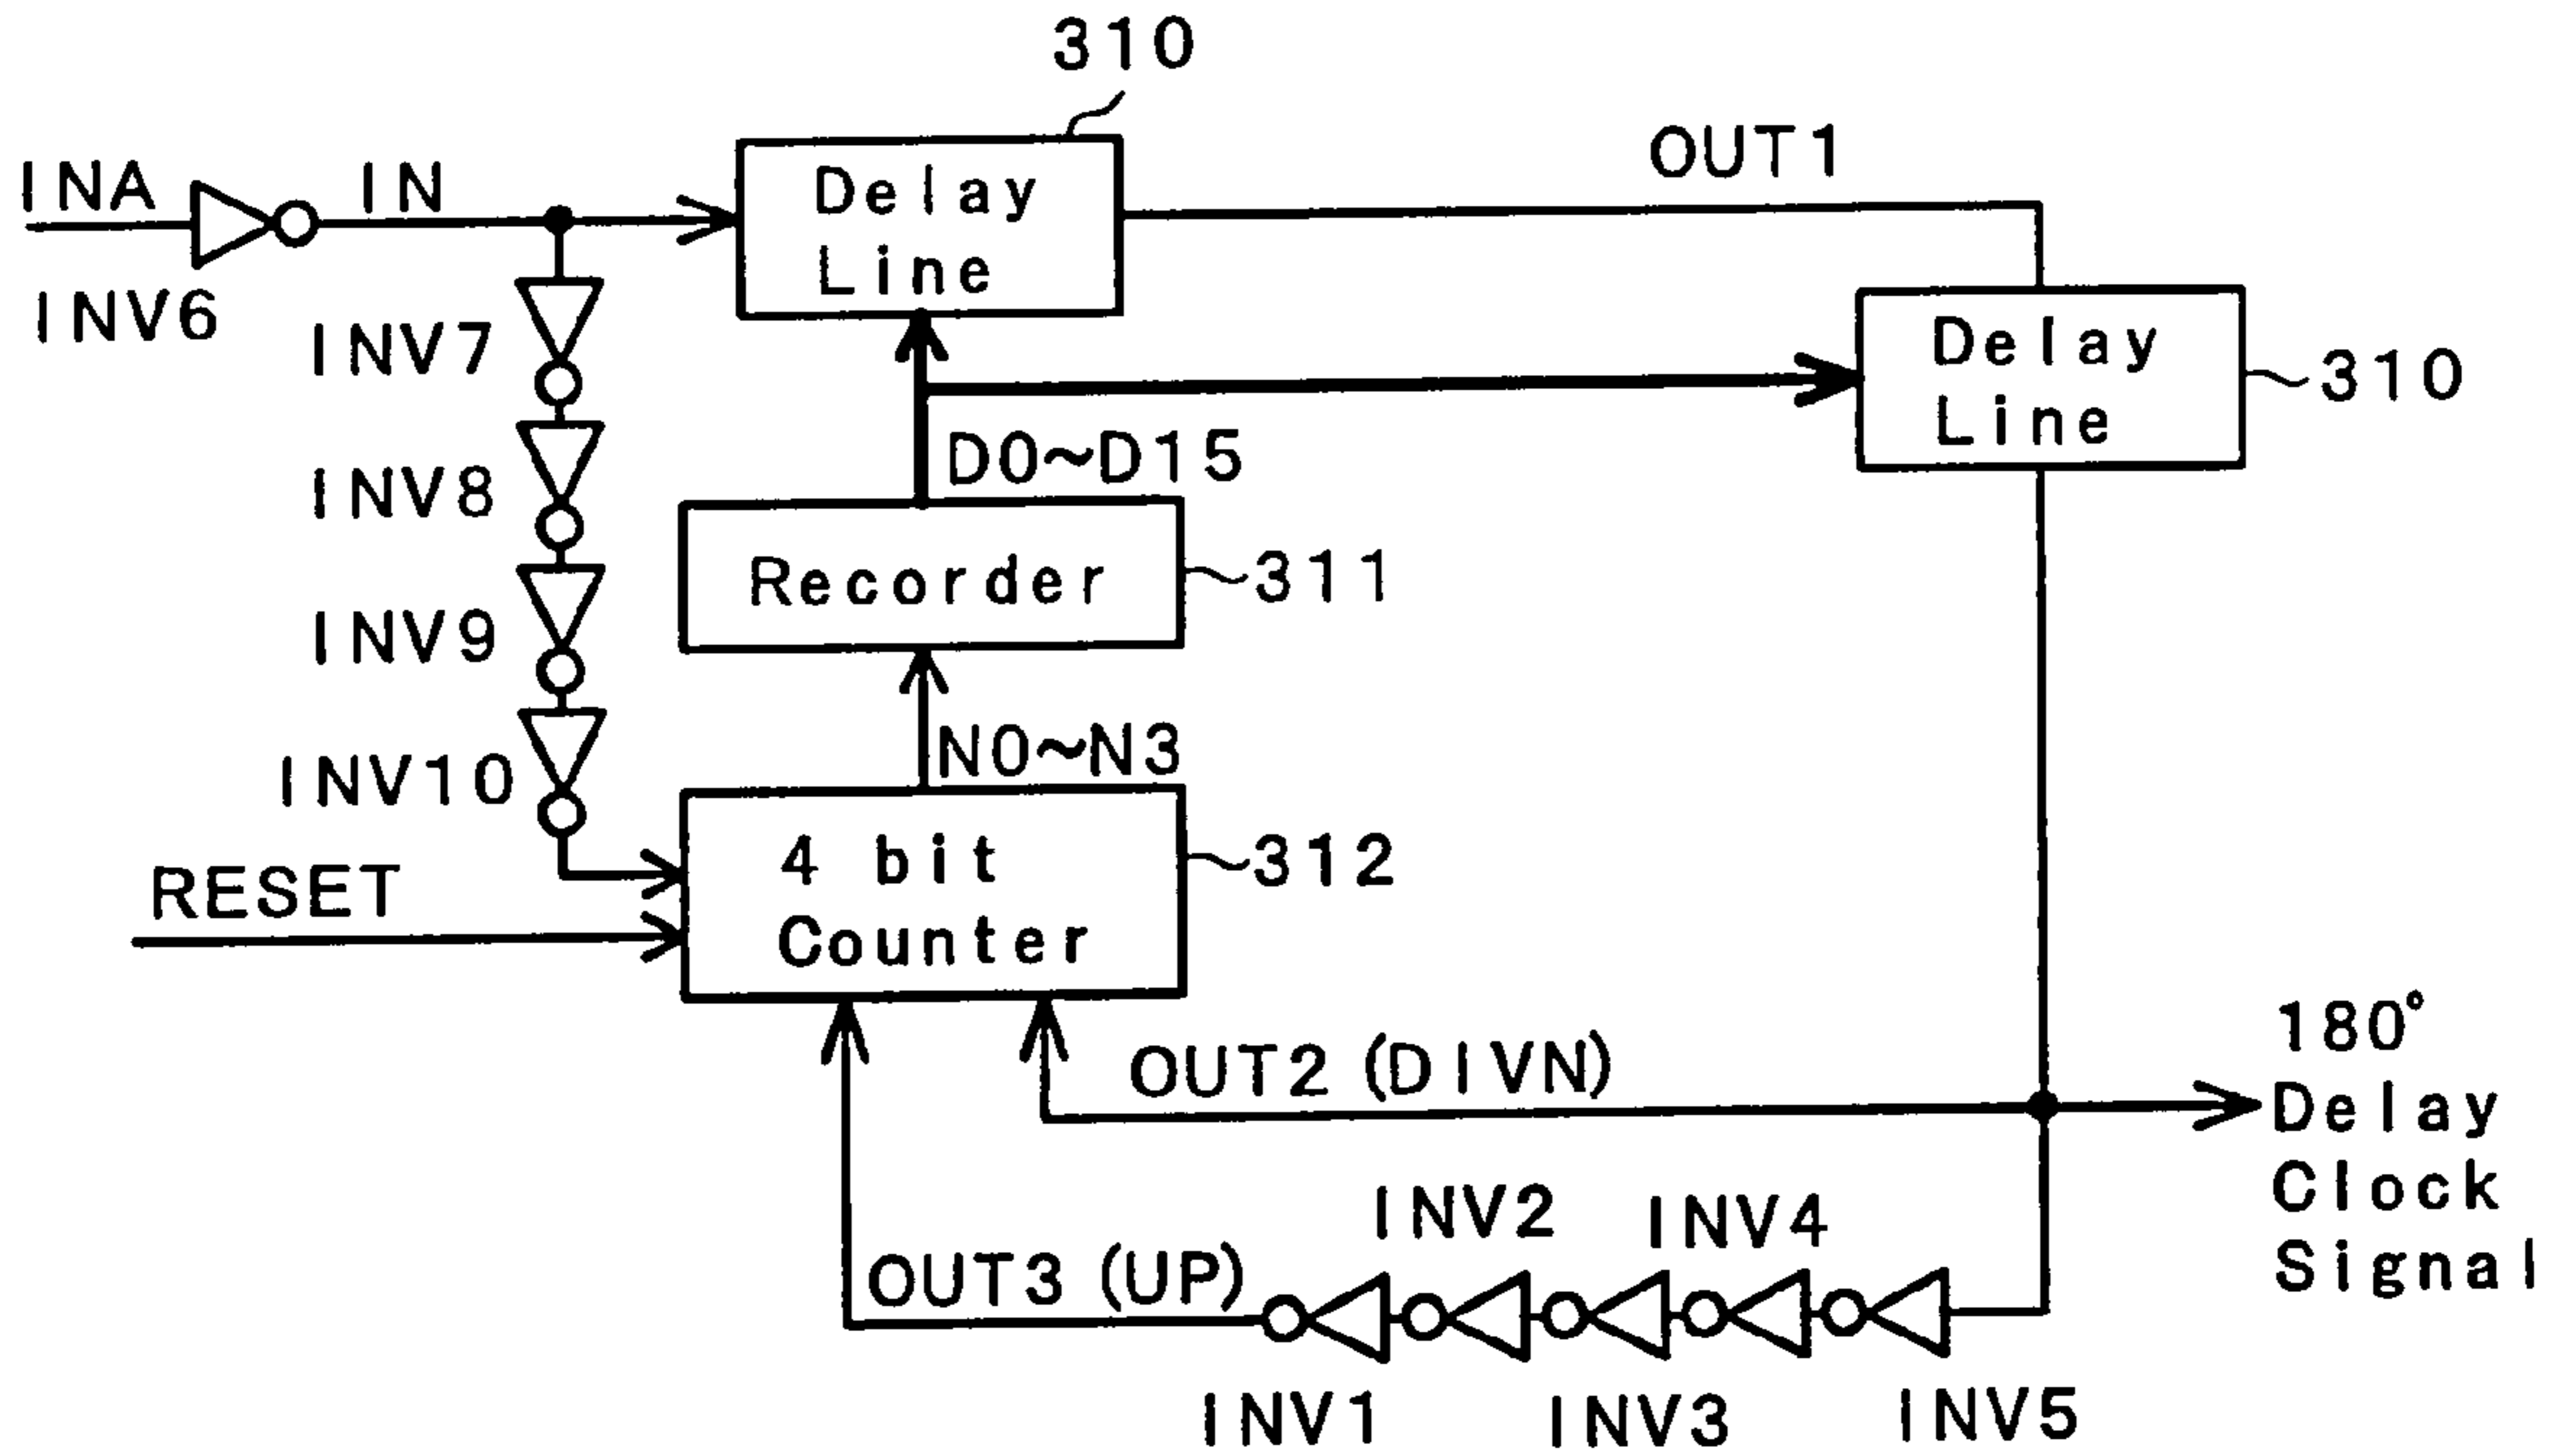 310
OUT1
INA
IN
Delay
Line
INV6
INV7
Delay
Line
310
D0~D15
INV8
Recorder
311
INV9
N0~N3
INV10
4 bit
Counter
312
RESET
OUT2 (DIVN)
180°
Delay
Clock
Signal
INV2
INV4
OUT3 (UP)
INV1
INV3
INV5